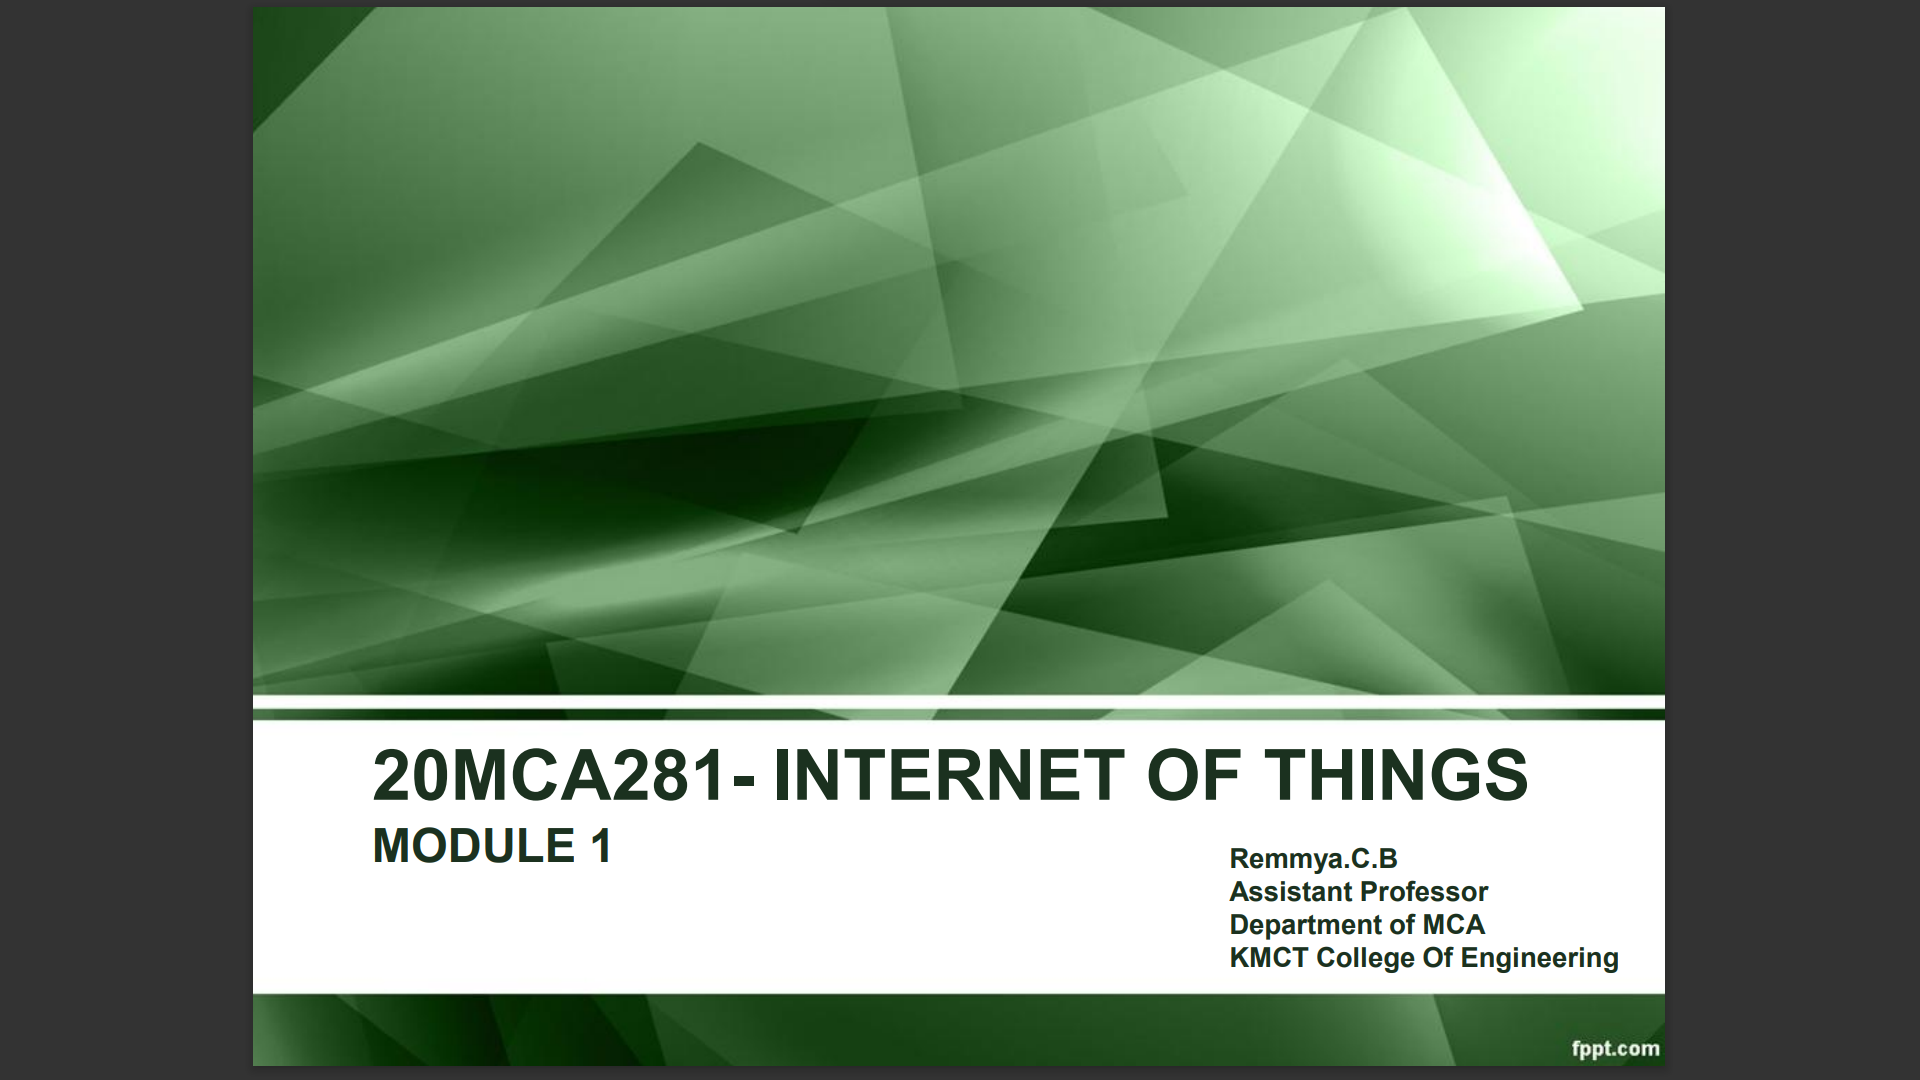 20MCA281- INTERNET OF THINGS
MODULE 1
Remmya.C.B
Assistant Professor
Department of MCA
KMCT College Of Engineering
fppt.com